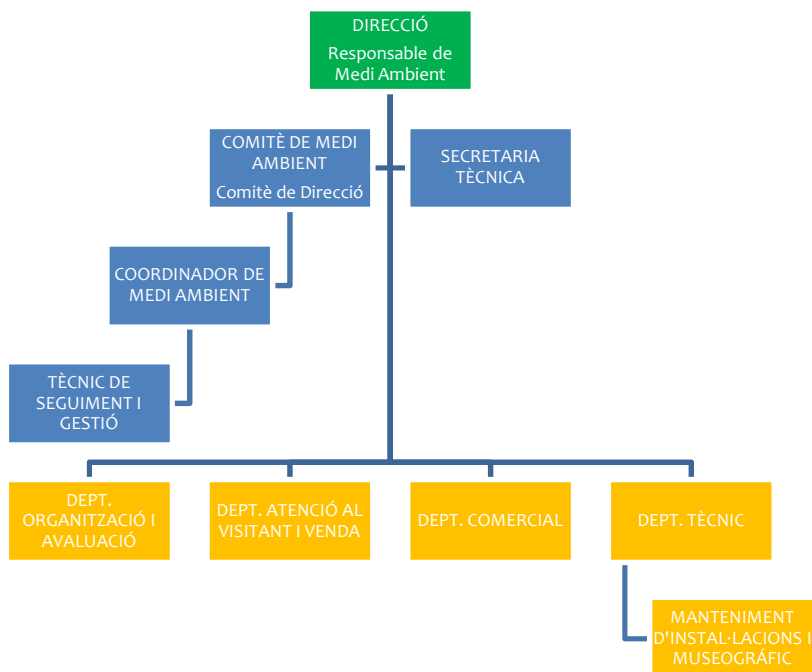 DIRECCIÓ
Responsable de
Medi Ambient
COMITÈ DE MEDI
AMBIENT
Comitè de Direcció
SECRETARIA
TÈCNICA
COORDINADOR DE
MEDI AMBIENT
TÈCNIC DE
SEGUIMENT I
GESTIÓ
DEPT.
ORGANITZACIÓ I
AVALUACIÓ
DEPT. ATENCIÓ AL
VISITANT I VENDA
DEPT. COMERCIAL
DEPT. TÈCNIC
MANTENIMENT
D'INSTAL·LACIONS I
MUSEOGRÁFIC